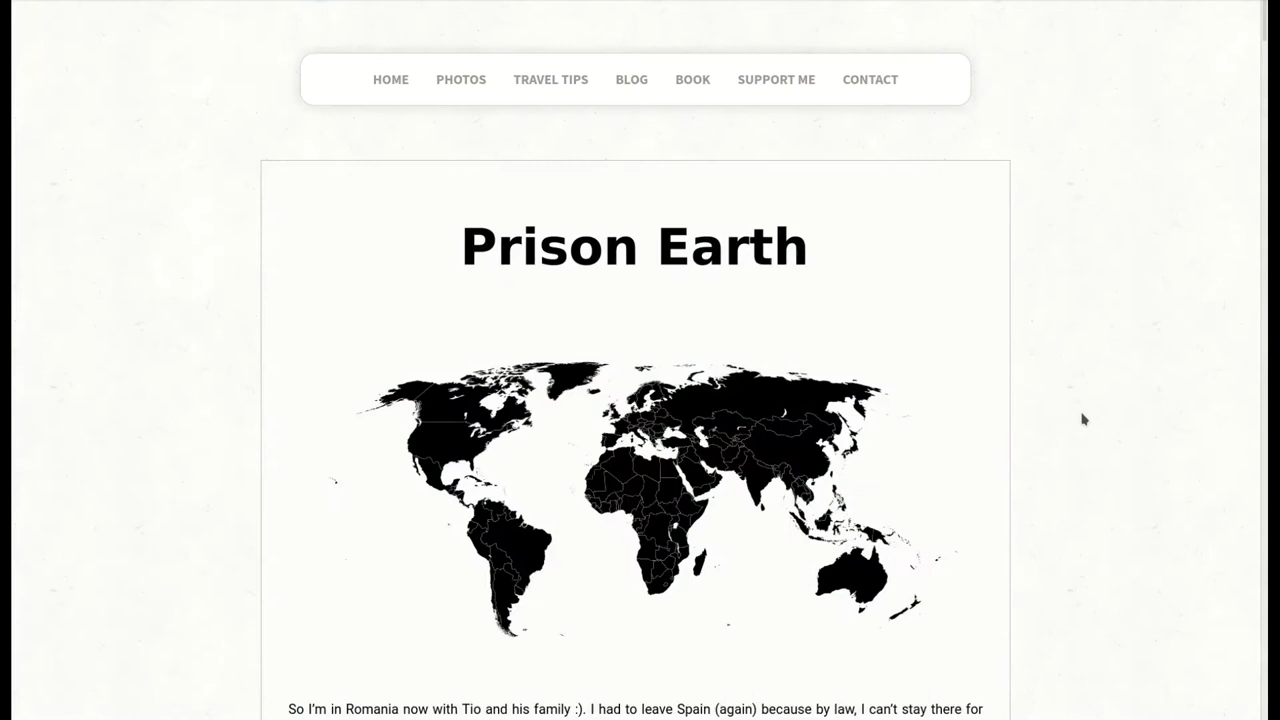 HOME PHOTOS TRAVEL TIPS BLOG BOOK SUPPORT ME CONTACT
Prison Earth
So I’m in Romania now with Tio and his family :). I had to leave Spain (again) because by law, I can’t stay there for